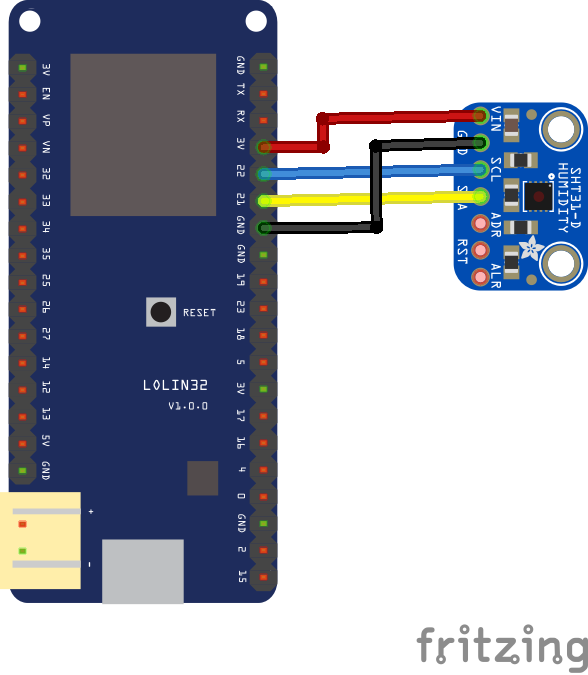 3V
EN
VP
VN
32
33
34
35
25
26
27
14
12
13
5V
GND
GND
TX
RX
3V
22
21
GND
GND
19
23
18
5
3V
17
16
4
0
GND
2
15
RESET
LOLIN32
V1.0.0
+
-
VIN
GND
SCL
SDA
ADR
RST
ALR
SHT31-D
HUMIDITY
fritzing